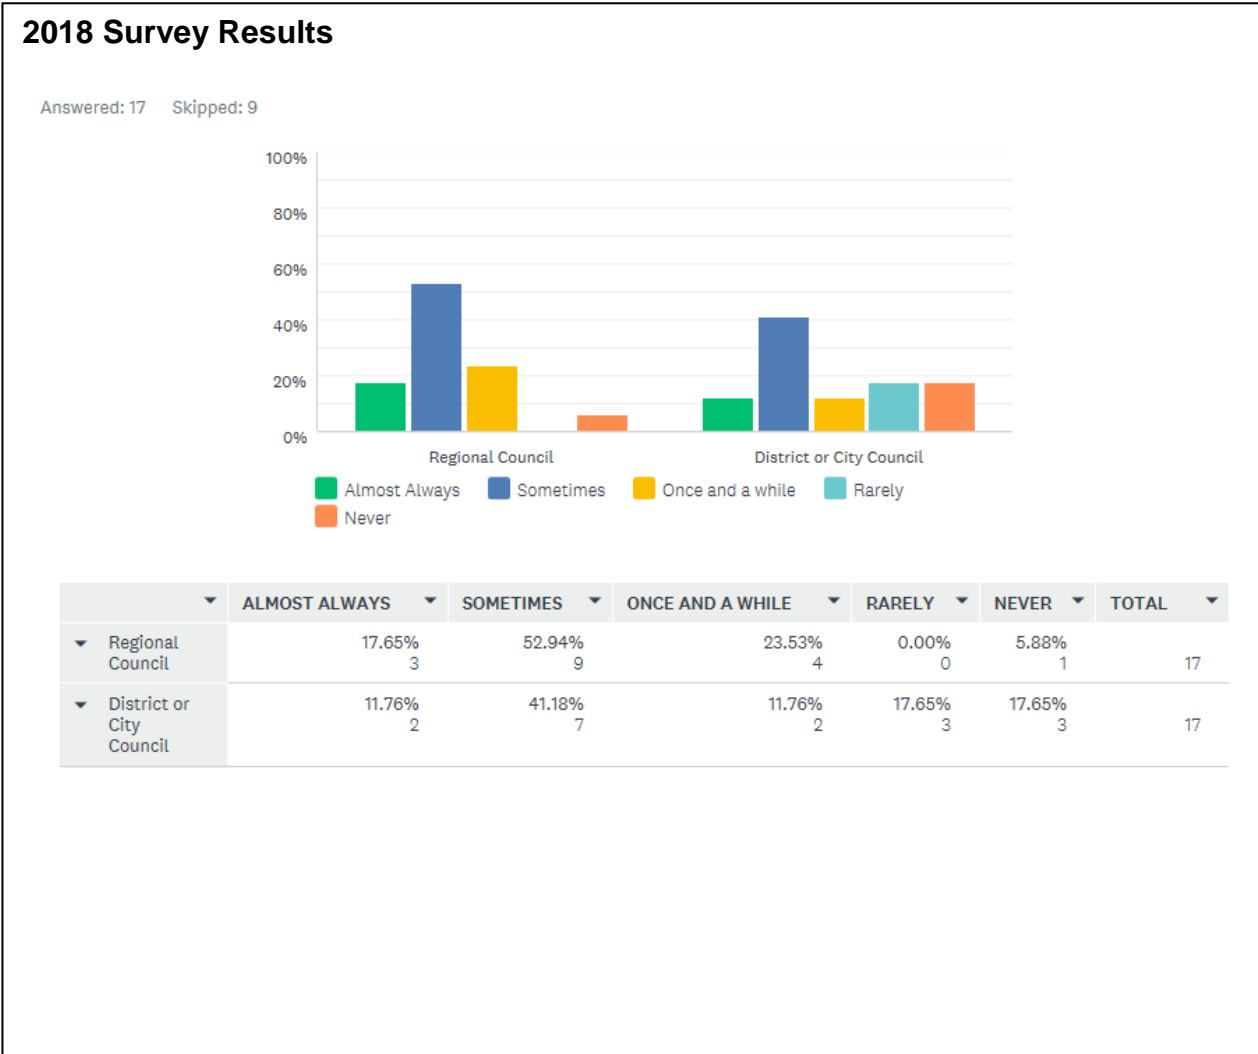 2018 Survey Results
Answered: 17 Skipped: 9
100%
80%
60%
40%
20%
0%
Regional Council District or City Council
Almost Always Sometimes Once and a while Rarely
Never
ALMOST ALWAYS SOMETIMES ONCE AND A WHILE RARELY NEVER TOTAL
Regional 17.65% 52.94% 23.53% 0.00% 5.88%
Council 3 9 4 0 1 17
District or 11.76% 41.18% 11.76% 17.65% 17.65%
City 2 7 2 3 3 17
Council